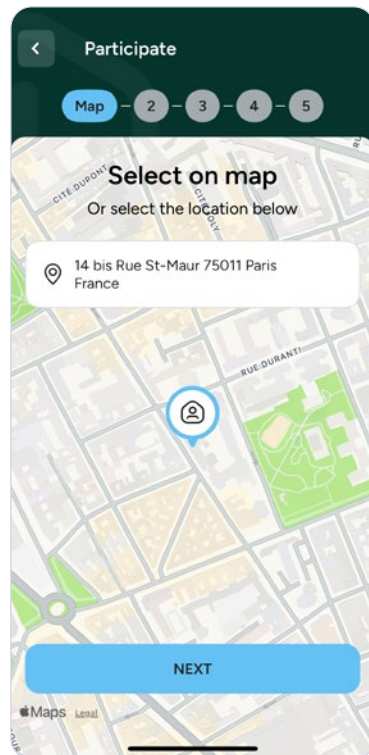 Participate
Map - 2 - 3 - 4 - 5
Select on map
Or select the location below
14 bis Rue St-Maur 75011 Paris
France
CITÉ DUPONT
RUE DURANTI
NEXT
Maps Legal